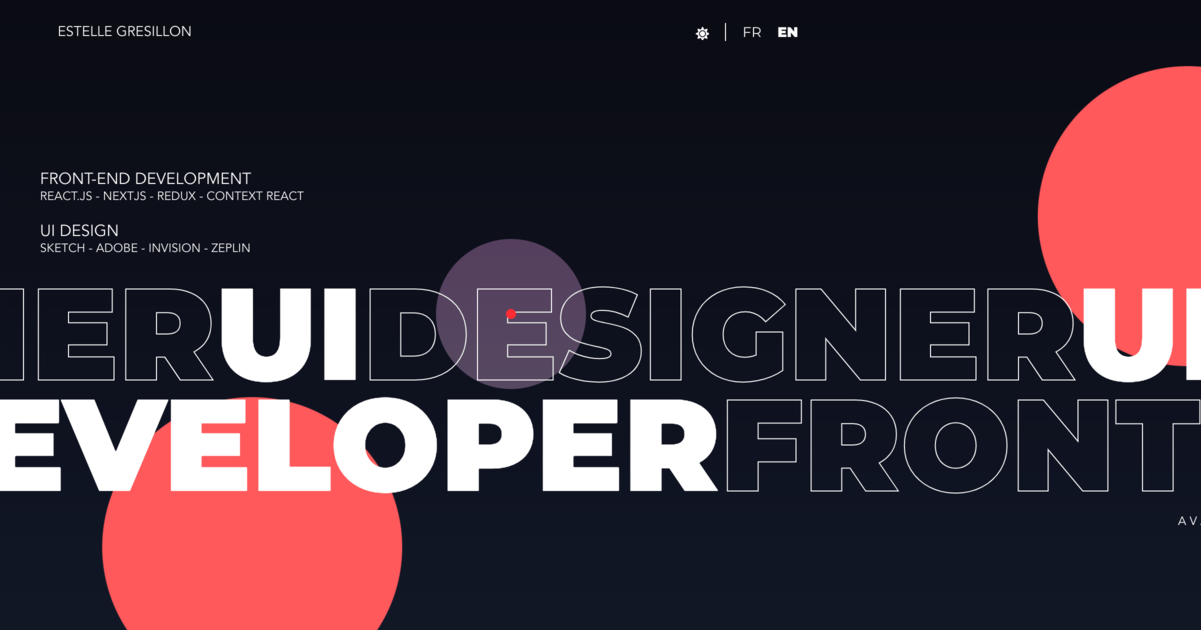 ESTELLE GRESILLON
FR EN
FRONT-END DEVELOPMENT
REACT.JS - NEXTJS - REDUX - CONTEXT REACT
UI DESIGN
SKETCH - ADOBE - INVISION - ZEPLIN
NERUIDESIGNERUI
EVELOPERFRONT
AV